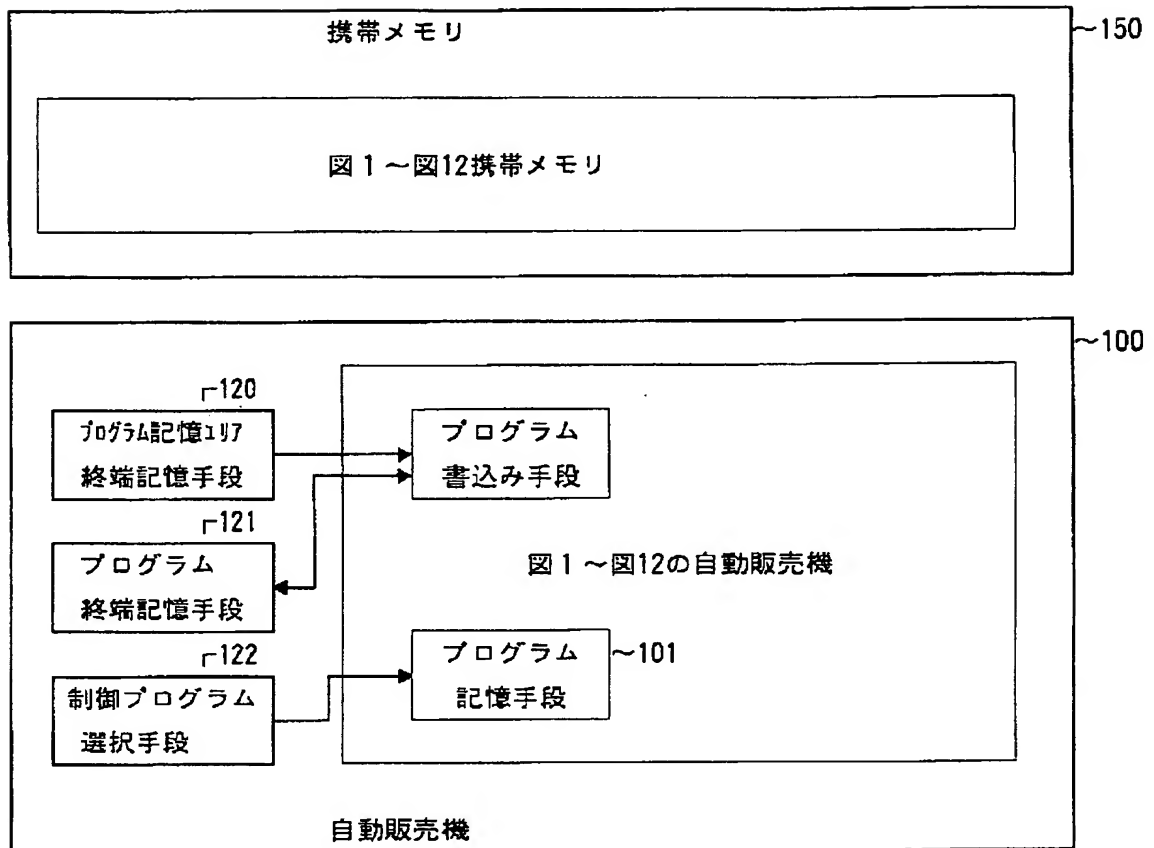 携帯メモリ
~150
図1~図12携帯メモリ
~100
120
プログラム記憶エリア
終端記憶手段
プログラム
書込み手段
121
プログラム
終端記憶手段
図1~図12の自動販売機
122
制御プログラム
選択手段
プログラム
記憶手段
~101
自動販売機